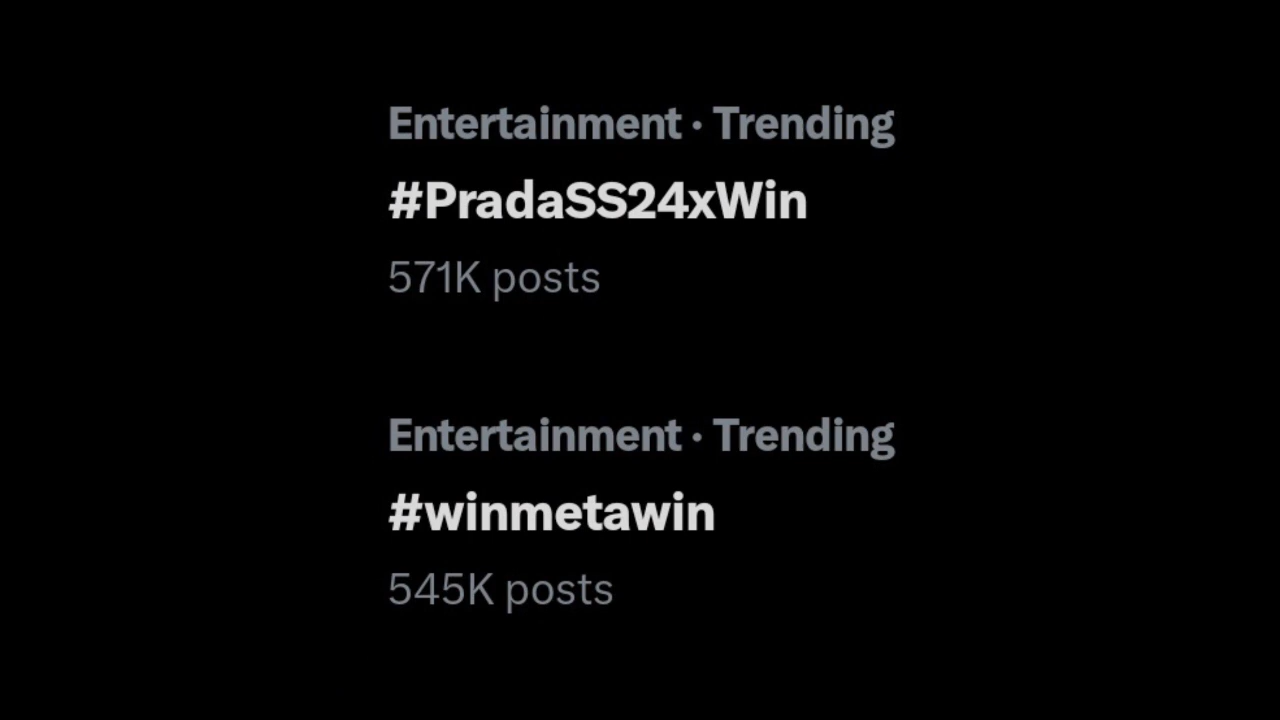 Entertainment · Trending
#PradaSS24xWin
571K posts
Entertainment · Trending
#winmetawin
545K posts